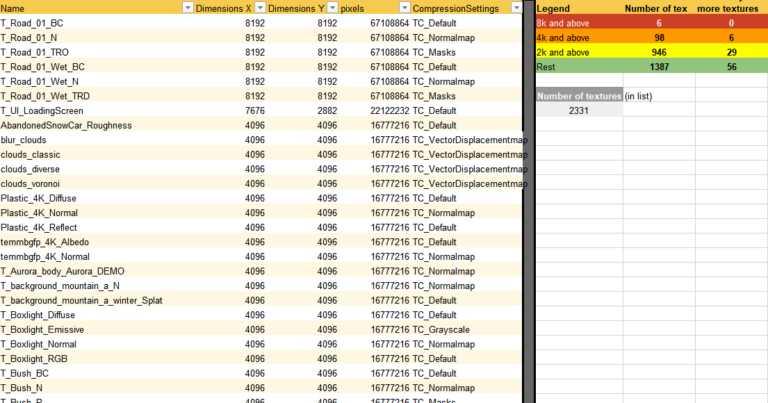 Name Dimensions X Dimensions Y pixels CompressionSettings
T_Road_01_BC 8192 8192 67108864 TC_Default
T_Road_01_N 8192 8192 67108864 TC_Normalmap
T_Road_01_TRO 8192 8192 67108864 TC_Masks
T_Road_01_Wet_BC 8192 8192 67108864 TC_Default
T_Road_01_Wet_N 8192 8192 67108864 TC_Normalmap
T_Road_01_Wet_TRD 8192 8192 67108864 TC_Masks
T_UI_LoadingScreen 7676 2882 22122232 TC_Default
AbandonedSnowCar_Roughness 4096 4096 16777216 TC_Default
blur_clouds 4096 4096 16777216 TC_VectorDisplacementmap
clouds_classic 4096 4096 16777216 TC_VectorDisplacementmap
clouds_diverse 4096 4096 16777216 TC_VectorDisplacementmap
clouds_voronoi 4096 4096 16777216 TC_VectorDisplacementmap
Plastic_4K_Diffuse 4096 4096 16777216 TC_Default
Plastic_4K_Normal 4096 4096 16777216 TC_Normalmap
Plastic_4K_Reflect 4096 4096 16777216 TC_Default
temmbgfp_4K_Albedo 4096 4096 16777216 TC_Default
temmbgfp_4K_Normal 4096 4096 16777216 TC_Normalmap
T_Aurora_body_Aurora_DEMO 4096 4096 16777216 TC_Normalmap
T_background_mountain_a_N 4096 4096 16777216 TC_Normalmap
T_background_mountain_a_winter_Splat 4096 4096 16777216 TC_Default
T_Boxlight_Diffuse 4096 4096 16777216 TC_Default
T_Boxlight_Emissive 4096 4096 16777216 TC_Grayscale
T_Boxlight_Normal 4096 4096 16777216 TC_Normalmap
T_Boxlight_RGB 4096 4096 16777216 TC_Default
T_Bush_BC 4096 4096 16777216 TC_Default
T_Bush_N 4096 4096 16777216 TC_Normalmap
4096 4096 16777216 TC_Masks
Legend Number of tex more textures
8k and above 6 0
4k and above 98 6
2k and above 946 29
Rest 1387 56
Number of textures (in list)
2331